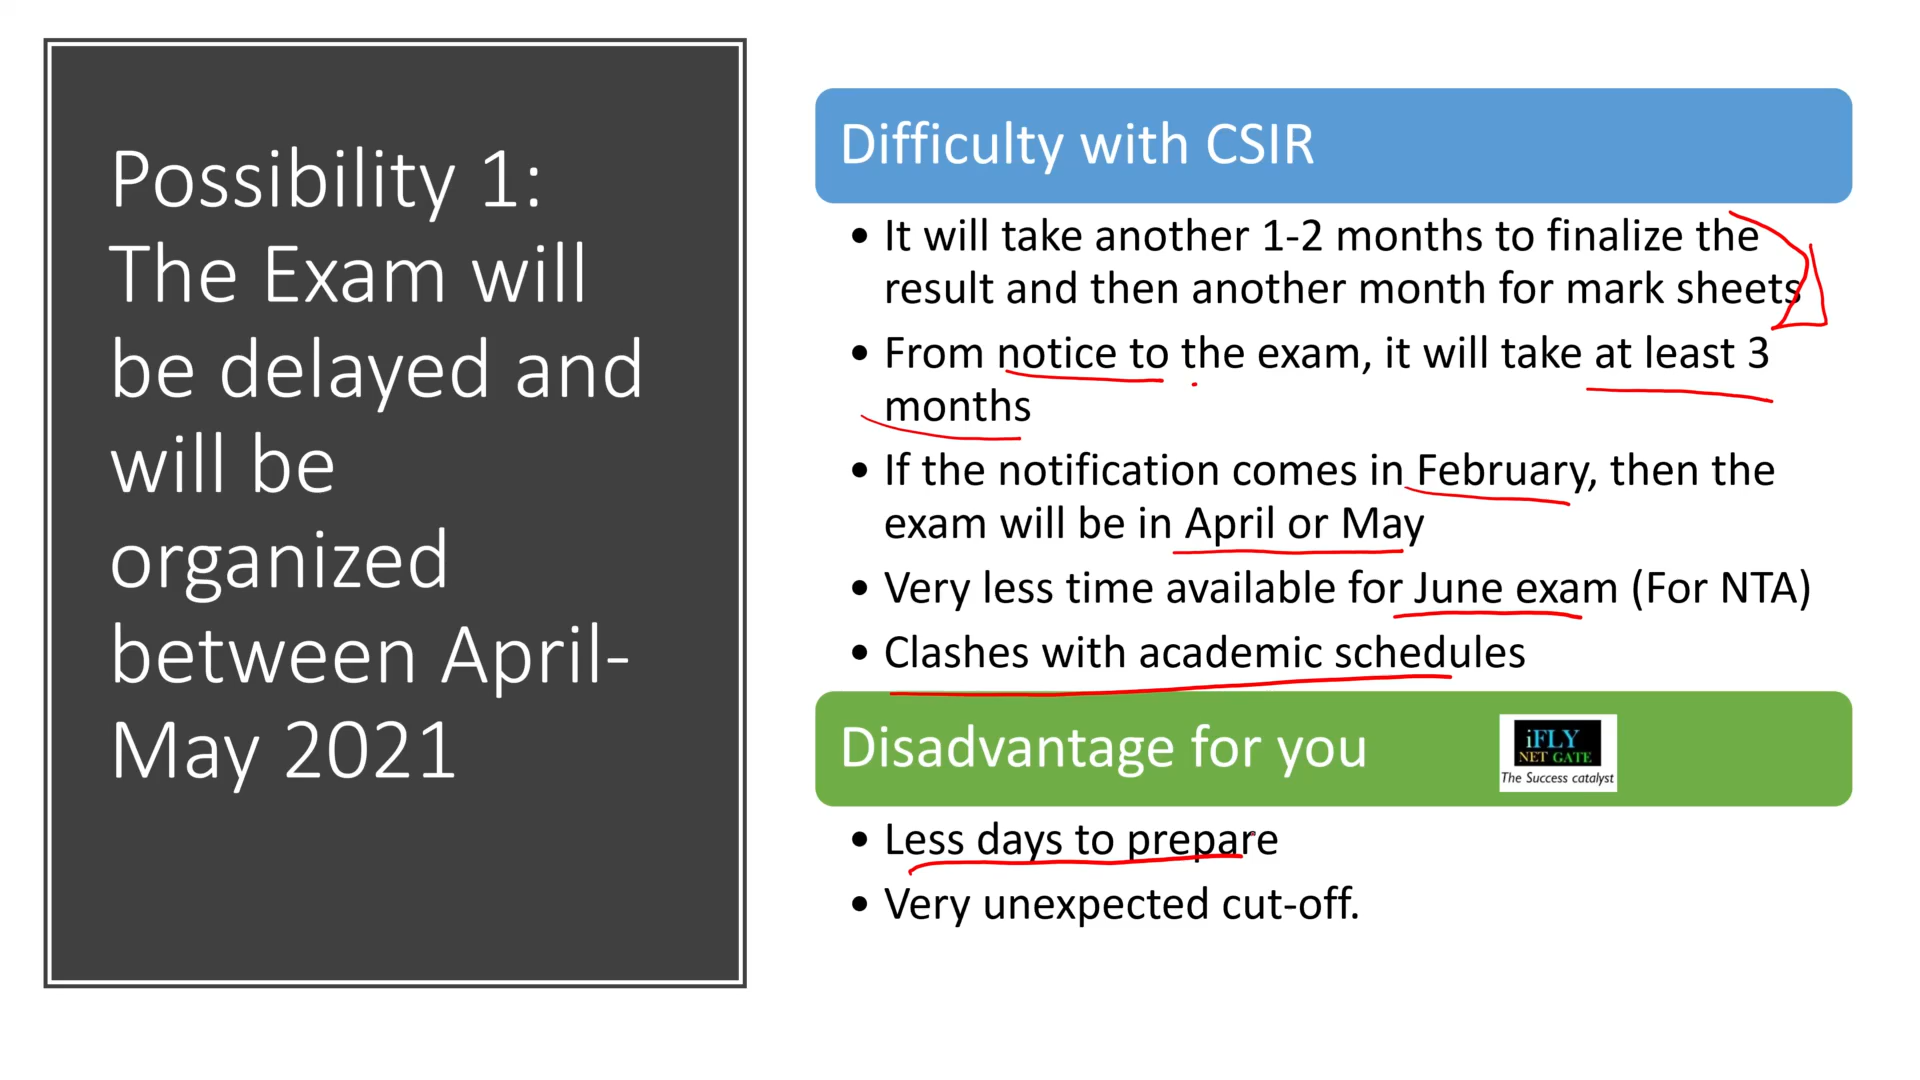 Possibility 1:
The Exam will
be delayed and
will be
organized
between April-
May 2021
Difficulty with CSIR
• It will take another 1-2 months to finalize the
result and then another month for mark sheets
• From notice to the exam, it will take at least 3
months
• If the notification comes in February, then the
exam will be in April or May
• Very less time available for June exam (For NTA)
• Clashes with academic schedules
Disadvantage for you
iFLY
NET GATE
The Success catalyst
• Less days to prepare
• Very unexpected cut-off.